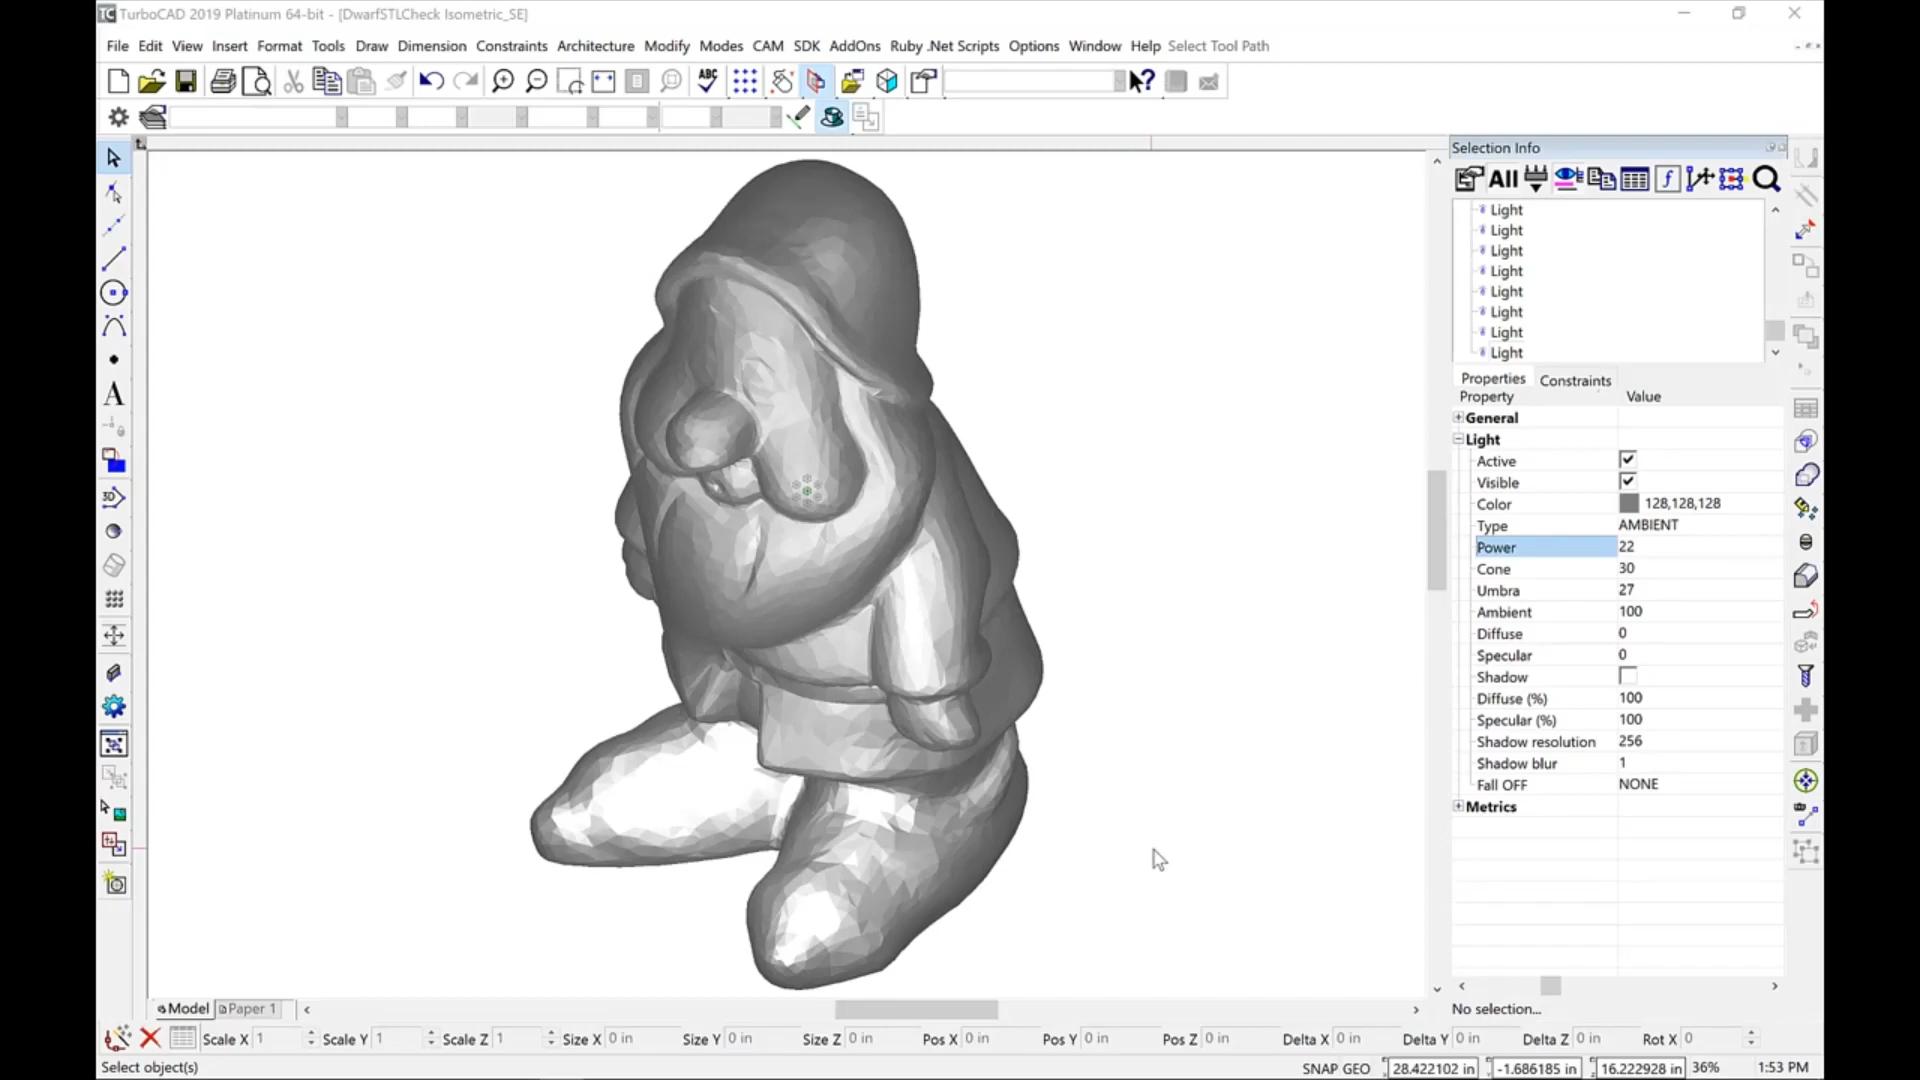 TurboCAD 2019 Platinum 64-bit - [DwarfSTLCheck Isometric_SE]
File Edit View Insert Format Tools Draw Dimension Constraints Architecture Modify Modes CAM SDK AddOns Ruby .Net Scripts Options Window Help Select Tool Path
ABC
Selection Info
All
Light
Light
Light
Light
Light
Light
Light
Light
Properties Constraints
Property Value
General
Light
Active
Visible
Color 128,128,128
Type AMBIENT
Power 22
Cone 30
Umbra 27
Ambient 100
Diffuse 0
Specular 0
Shadow
Diffuse (%) 100
Specular (%) 100
Shadow resolution 256
Shadow blur 1
Fall OFF NONE
Metrics
A
3D
Model Paper 1
No selection...
Scale X 1 Scale Y 1 Scale Z 1 Size X 0 in Size Y 0 in Size Z 0 in Pos X 0 in Pos Y 0 in Pos Z 0 in Delta X 0 in Delta Y 0 in Delta Z 0 in Rot X 0
Select object(s) SNAP GEO 28.422102 in -1.686185 in 16.222928 in 36% 1:53 PM